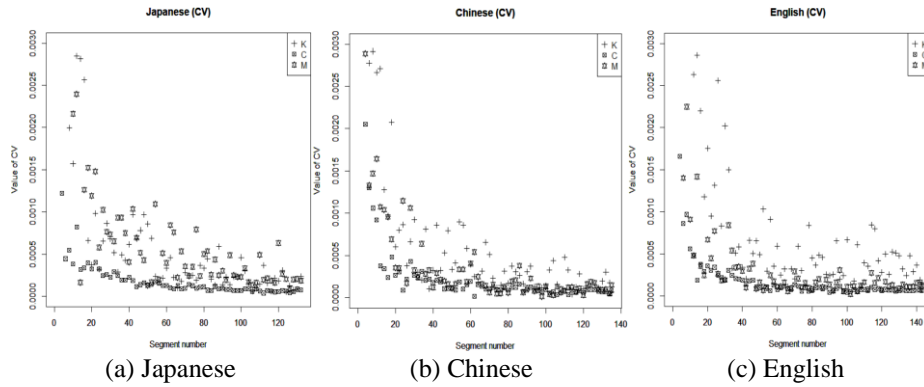 Japanese (CV)
Chinese (CV)
English (CV)
K
C
M
K
C
M
K
C
M
Value of CV
0.0030
0.0025
0.0020
0.0015
0.0010
0.0005
0.0000
Value of CV
0.0030
0.0025
0.0020
0.0015
0.0010
0.0005
0.0000
Value of CV
0.0030
0.0025
0.0020
0.0015
0.0010
0.0005
0.0000
0 20 40 60 80 100 120
0 20 40 60 80 100 120 140
0 20 40 60 80 100 120 140
Segment number
Segment number
Segment number
(a) Japanese
(b) Chinese
(c) English